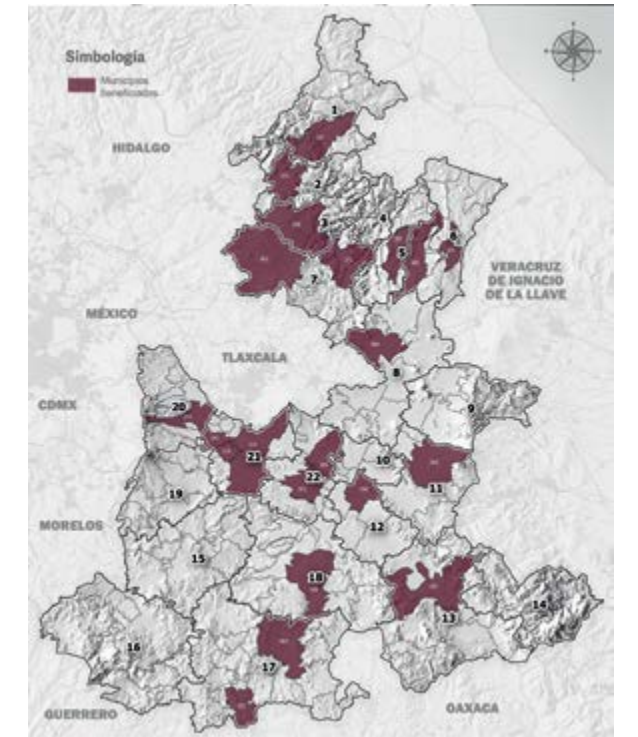 Simbología
Municipios
beneficiados
1
HIDALGO
2
3
4
5
6
7
VERACRUZ
DE IGNACIO
DE LA LLAVE
MÉXICO
TLAXCALA
8
CDMX
20
9
21
10
22
11
19
12
MORELOS
15
18
14
13
16
17
GUERRERO
OAXACA